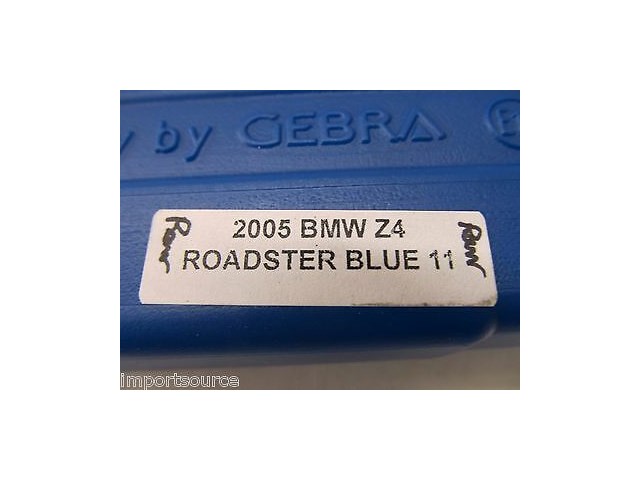 y by GEBRA
2005 BMW Z4
ROADSTER BLUE 11
importsource